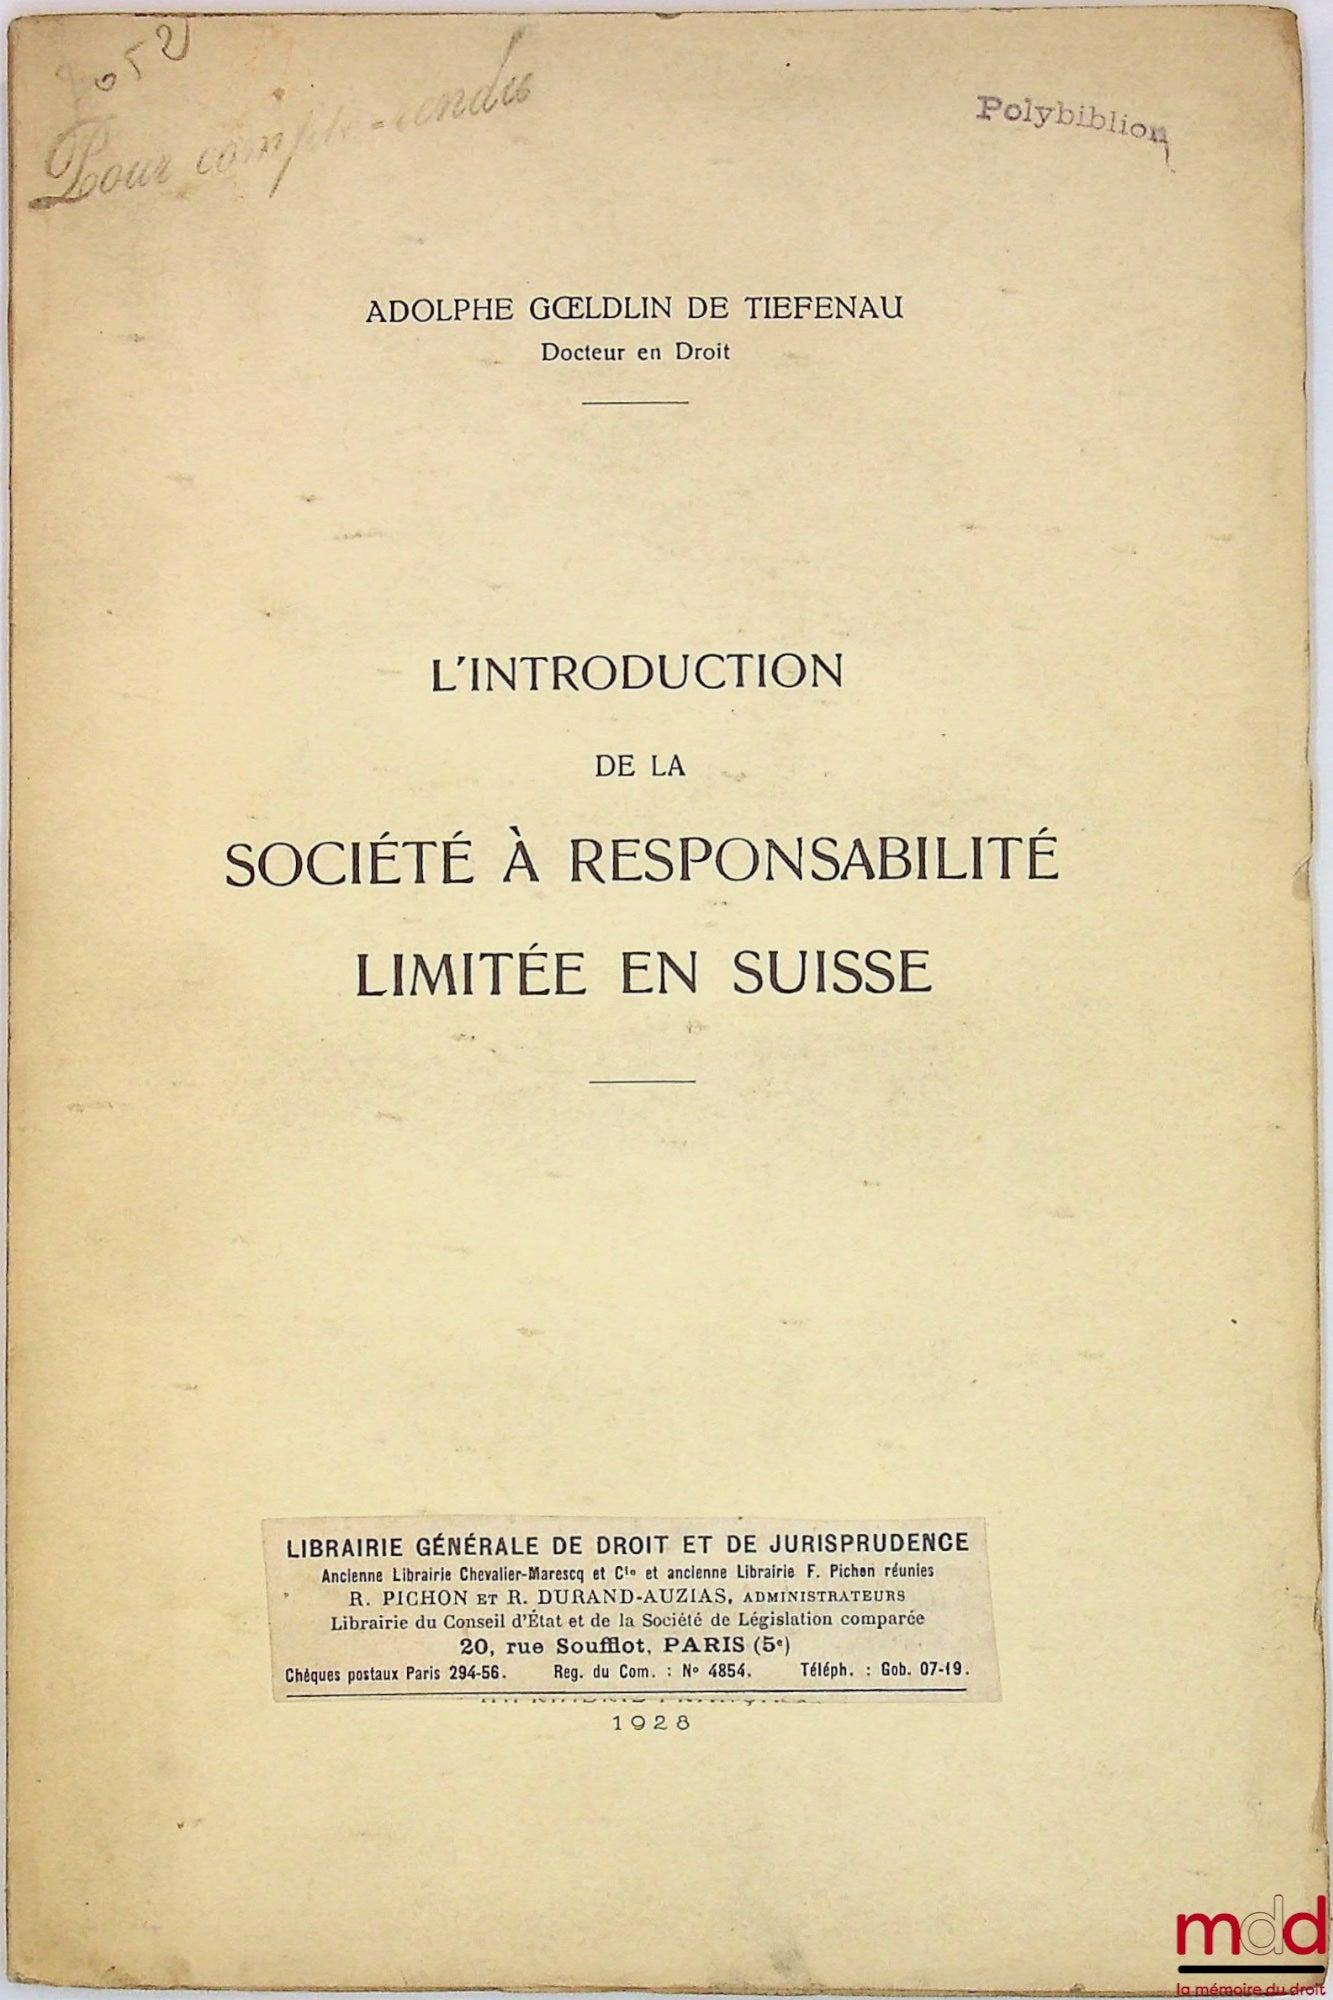 052
Pour compte-rendu
Polybiblion
ADOLPHE GŒLDLIN DE TIEFENAU
Docteur en Droit
L'INTRODUCTION
DE LA
SOCIÉTÉ À RESPONSABILITÉ
LIMITÉE EN SUISSE
LIBRAIRIE GÉNÉRALE DE DROIT ET DE JURISPRUDENCE
Ancienne Librairie Chevalier-Marescq et Cie et ancienne Librairie F. Pichon réunies
R. PICHON ET R. DURAND-AUZIAS, ADMINISTRATEURS
Librairie du Conseil d'État et de la Société de Législation comparée
20, rue Soufflot, PARIS (5e)
Chèques postaux Paris 294-56. Reg. du Com. : No 4854. Téléph. : Gob. 07-19.
1928
mdd
la mémoire du droit